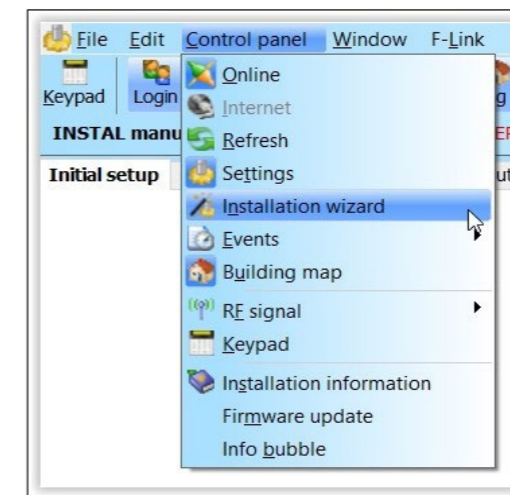 File Edit Control panel Window F-Link
Keypad Login
INSTAL manu
Initial setup
Online
Internet
Refresh
Settings
Installation wizard
Events
Building map
RF signal
Keypad
Installation information
Firmware update
Info bubble